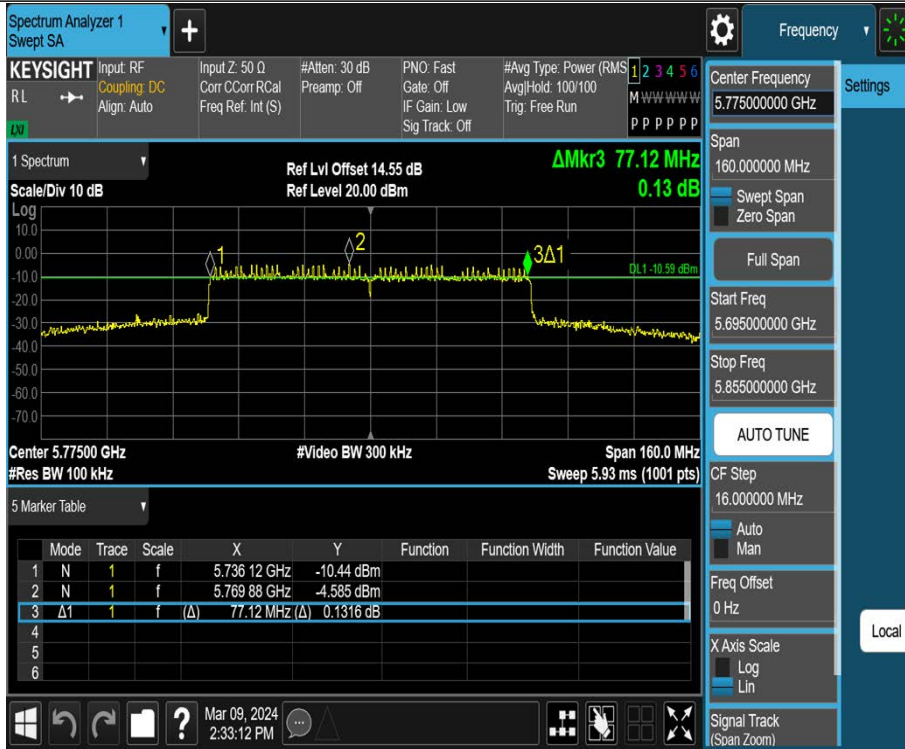 Spectrum Analyzer 1
Swept SA
+
Frequency
KEYSIGHT
RL
LXI
Input: RF
Coupling: DC
Align: Auto
Input Z: 50 Ω
Corr CCorr RCal
Freq Ref: Int (S)
#Atten: 30 dB
Preamp: Off
PNO: Fast
Gate: Off
IF Gain: Low
Sig Track: Off
#Avg Type: Power (RMS
Avg|Hold: 100/100
Trig: Free Run
1 2 3 4 5 6
M W W W W W
P P P P P P
1 Spectrum
Scale/Div 10 dB
Ref Lvl Offset 14.55 dB
Ref Level 20.00 dBm
ΔMkr3 77.12 MHz
0.13 dB
Log
10.0
0.00
-10.0
-20.0
-30.0
-40.0
-50.0
-60.0
-70.0
1
2
3Δ1
DL1 -10.59 dBm
Center 5.77500 GHz
#Res BW 100 kHz
#Video BW 300 kHz
Span 160.0 MHz
Sweep 5.93 ms (1001 pts)
5 Marker Table
Mode Trace Scale X Y Function Function Width Function Value
1 N 1 f 5.736 12 GHz -10.44 dBm
2 N 1 f 5.769 88 GHz -4.585 dBm
3 Δ1 1 f (Δ) 77.12 MHz (Δ) 0.1316 dB
4
5
6
Mar 09, 2024
2:33:12 PM
?
Center Frequency
5.775000000 GHz
Settings
Span
160.000000 MHz
Swept Span
Zero Span
Full Span
Start Freq
5.695000000 GHz
Stop Freq
5.855000000 GHz
AUTO TUNE
CF Step
16.000000 MHz
Auto
Man
Freq Offset
0 Hz
Local
X Axis Scale
Log
Lin
Signal Track
(Span Zoom)